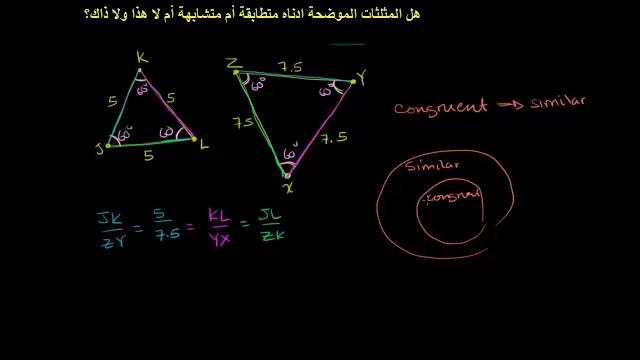 هل المثلثات الموضحة ادناه متطابقة أم متشابهة أم لا هذا ولا ذاك؟
K
60°
5
5
J
60°
60
L
5
Z
60°
7.5
60°
Y
7.5
7.5
60°
X
congruent ⇒ similar
similar
congruent
JK/ZY = 5/7.5 = KL/YX = JL/ZX